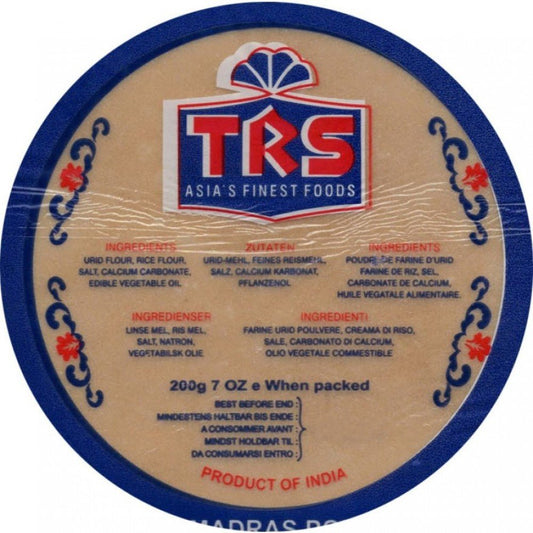 TRS
ASIA'S FINEST FOODS
INGREDIENTS
URID FLOUR, RICE FLOUR,
SALT, CALCIUM CARBONATE,
EDIBLE VEGETABLE OIL
ZUTATEN
URID-MEHL, FEINES REISMEHL,
SALZ, CALCIUM KARBONAT,
PFLANZENOL
INGREDIENTS
POUDRE DE FARINE D'URID
FARINE DE RIZ, SEL,
CARBONATE DE CALCIUM,
HUILE VEGATALE ALIMENTAIRE.
INGREDIENSER
LINSE MEL, RIS MEL,
SALT, NATRON,
VEGETABILSK OLIE
INGREDIENTI
FARINE URID POULVERE, CREAMA DI RISO,
SALE, CARBONATO DI CALCIUM,
OLIO VEGETALE COMMESTIBLE
200g 7 OZ e When packed
BEST BEFORE END :
MINDESTENS HALTBAR BIS ENDE :
A CONSOMMER AVANT :
MINDST HOLDBAR TIL :
DA CONSUMARSI ENTRO :
PRODUCT OF INDIA
MADRAS